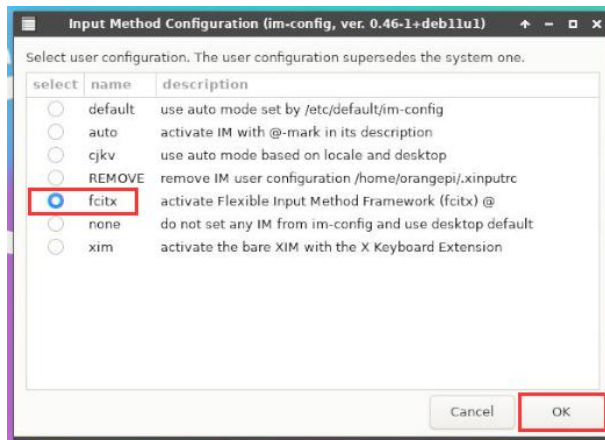 Input Method Configuration (im-config, ver. 0.46-1+deb11u1)
Select user configuration. The user configuration supersedes the system one.
select name description
default use auto mode set by /etc/default/im-config
auto activate IM with @-mark in its description
cjkv use auto mode based on locale and desktop
REMOVE remove IM user configuration /home/orangepi/.xinputrc
fcitx activate Flexible Input Method Framework (fcitx) @
none do not set any IM from im-config and use desktop default
xim activate the bare XIM with the X Keyboard Extension
Cancel OK